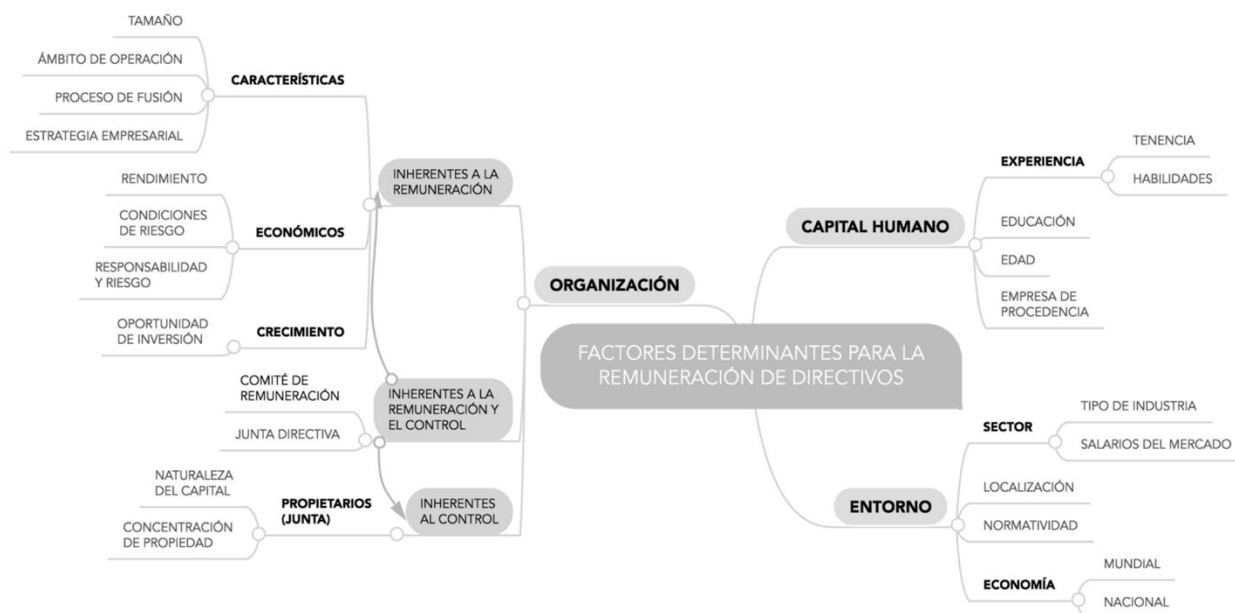 TAMAÑO
ÁMBITO DE OPERACIÓN
PROCESO DE FUSIÓN
ESTRATEGIA EMPRESARIAL
CARACTERÍSTICAS
RENDIMIENTO
CONDICIONES
DE RIESGO
RESPONSABILIDAD
Y RIESGO
ECONÓMICOS
OPORTUNIDAD
DE INVERSIÓN
CRECIMIENTO
INHERENTES A LA
REMUNERACIÓN
COMITÉ DE
REMUNERACIÓN
JUNTA DIRECTIVA
INHERENTES A LA
REMUNERACIÓN Y
EL CONTROL
NATURALEZA
DEL CAPITAL
CONCENTRACIÓN
DE PROPIEDAD
PROPIETARIOS
(JUNTA)
INHERENTES
AL CONTROL
ORGANIZACIÓN
FACTORES DETERMINANTES PARA LA
REMUNERACIÓN DE DIRECTIVOS
CAPITAL HUMANO
EXPERIENCIA
TENENCIA
HABILIDADES
EDUCACIÓN
EDAD
EMPRESA DE
PROCEDENCIA
ENTORNO
SECTOR
TIPO DE INDUSTRIA
SALARIOS DEL MERCADO
LOCALIZACIÓN
NORMATIVIDAD
ECONOMÍA
MUNDIAL
NACIONAL